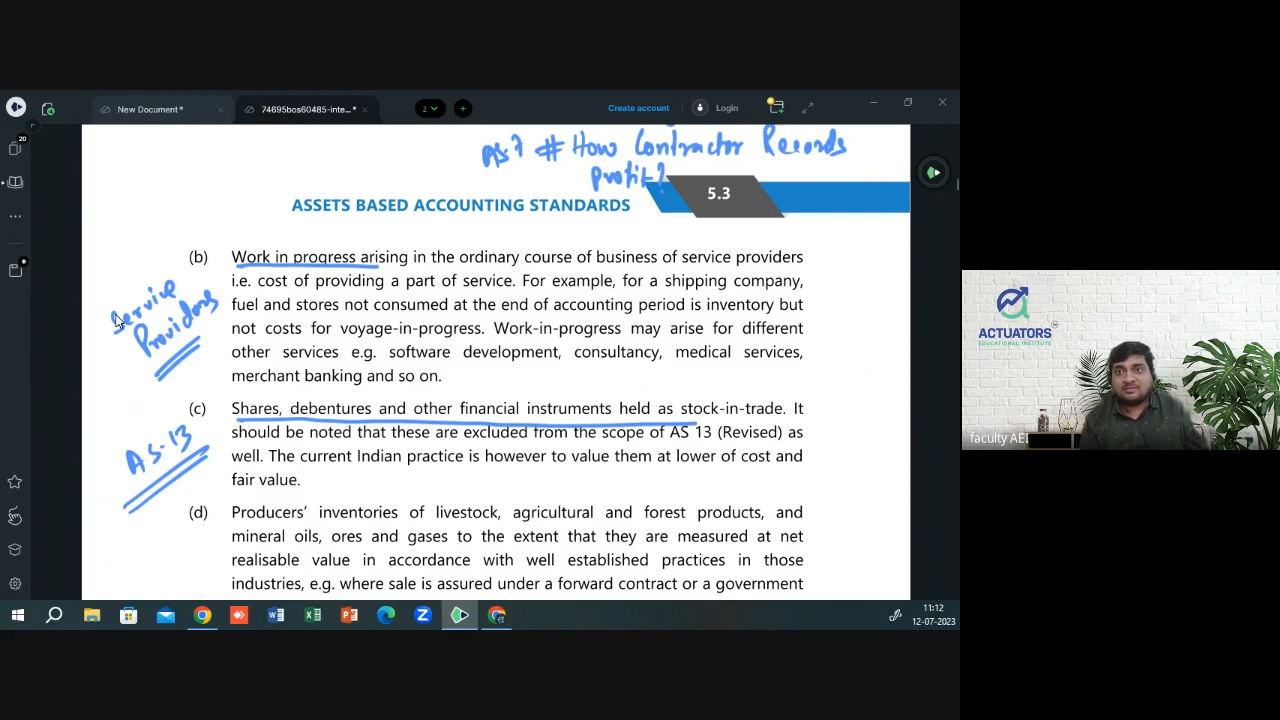 New Document*
74695bos60485-inte...*
2
Create account
Login
20
AS7 # How Contractor Records
Profit?
5.3
ASSETS BASED ACCOUNTING STANDARDS
(b) Work in progress arising in the ordinary course of business of service providers
i.e. cost of providing a part of service. For example, for a shipping company,
fuel and stores not consumed at the end of accounting period is inventory but
not costs for voyage-in-progress. Work-in-progress may arise for different
other services e.g. software development, consultancy, medical services,
merchant banking and so on.
Service
Providers
(c) Shares, debentures and other financial instruments held as stock-in-trade. It
should be noted that these are excluded from the scope of AS 13 (Revised) as
well. The current Indian practice is however to value them at lower of cost and
fair value.
AS-13
(d) Producers' inventories of livestock, agricultural and forest products, and
mineral oils, ores and gases to the extent that they are measured at net
realisable value in accordance with well established practices in those
industries, e.g. where sale is assured under a forward contract or a government
11:12
12-07-2023
ACTUATORS
EDUCATIONAL INSTITUTE
faculty AEI